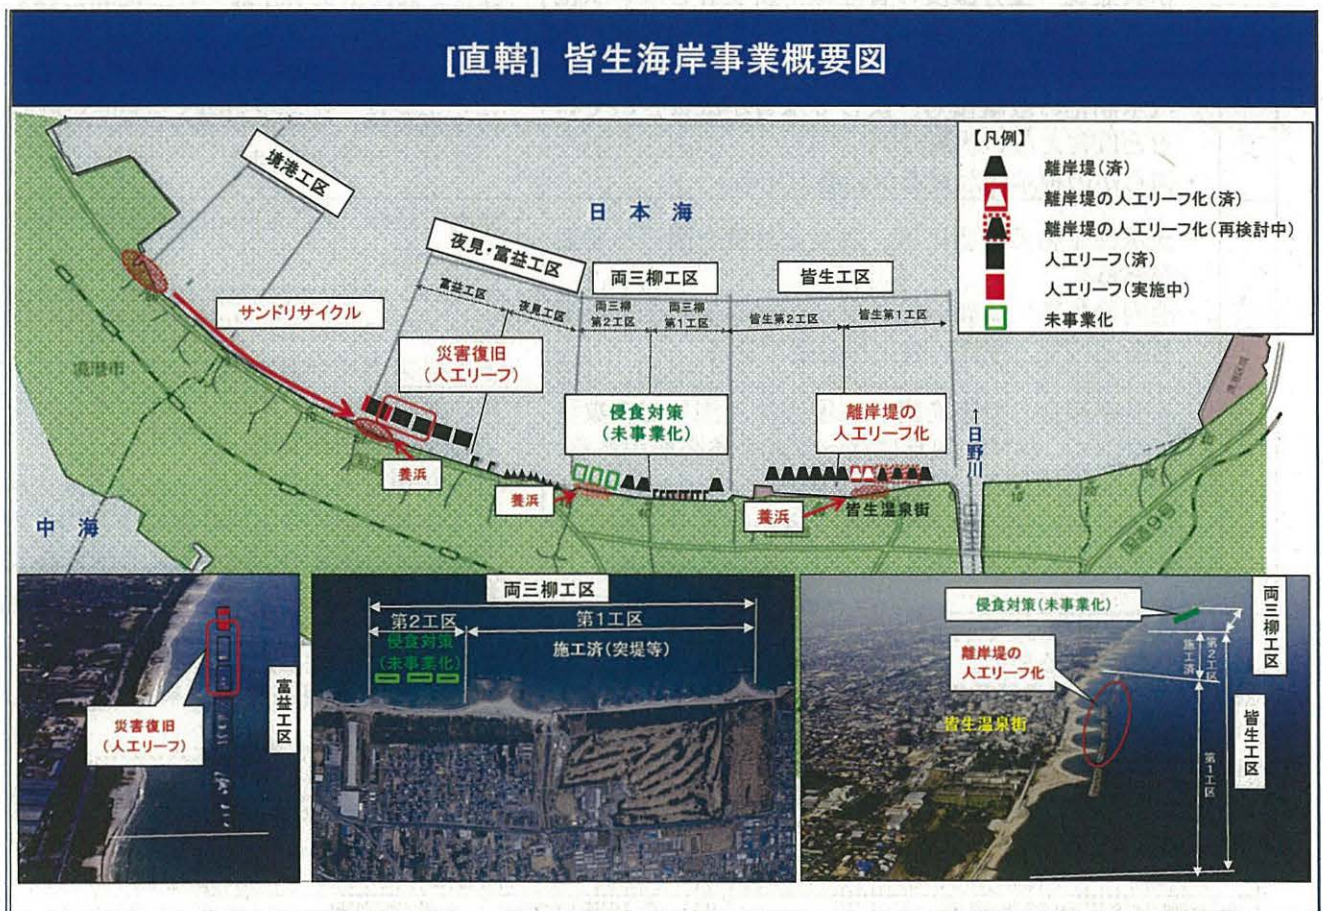 [直轄] 皆生海岸事業概要図
【凡例】
離岸堤(済)
離岸堤の人工リーフ化(済)
離岸堤の人工リーフ化(再検討中)
人工リーフ(済)
人工リーフ(実施中)
未事業化
境港工区
日本海
夜見・富益工区
富益工区
夜見工区
両三柳工区
両三柳
第2工区
両三柳
第1工区
皆生工区
皆生第2工区
皆生第1工区
サンドリサイクル
災害復旧
(人工リーフ)
侵食対策
(未事業化)
離岸堤の
人工リーフ化
←日野川
境港市
養浜
養浜
養浜
皆生温泉街
国道9号
中海
災害復旧
(人工リーフ)
富益工区
両三柳工区
第2工区
第1工区
侵食対策
(未事業化)
施工済(突堤等)
侵食対策(未事業化)
離岸堤の
人工リーフ化
皆生温泉街
両三柳工区
第2工区
施工済
第1工区
皆生工区